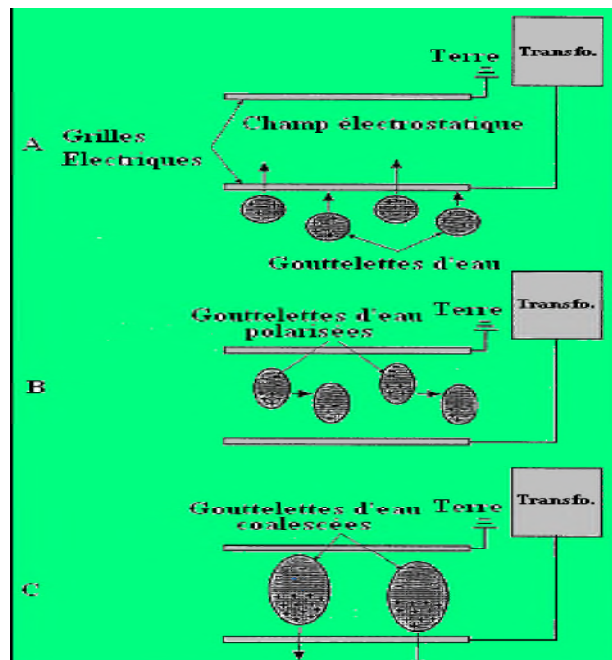 Terre
Transfo.
A
Grilles
Electriques
Champ électrostatique
Gouttelettes d'eau
B
Gouttelettes d'eau
polarisées
Terre
Transfo.
C
Gouttelettes d'eau
coalescées
Terre
Transfo.